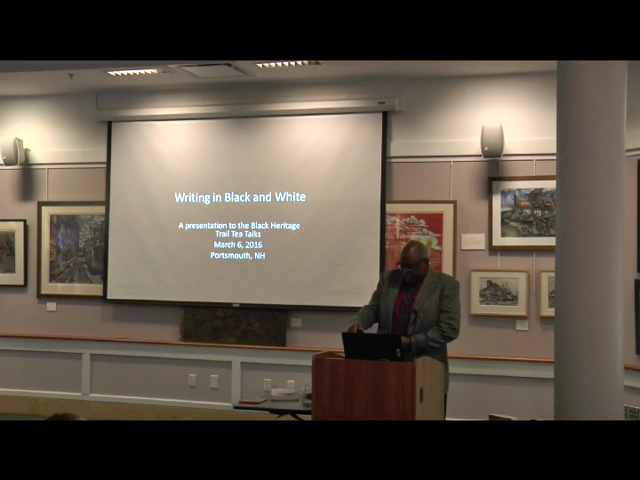 Writing in Black and White
A presentation to the Black Heritage
Trail Tea Talks
March 6, 2016
Portsmouth, NH